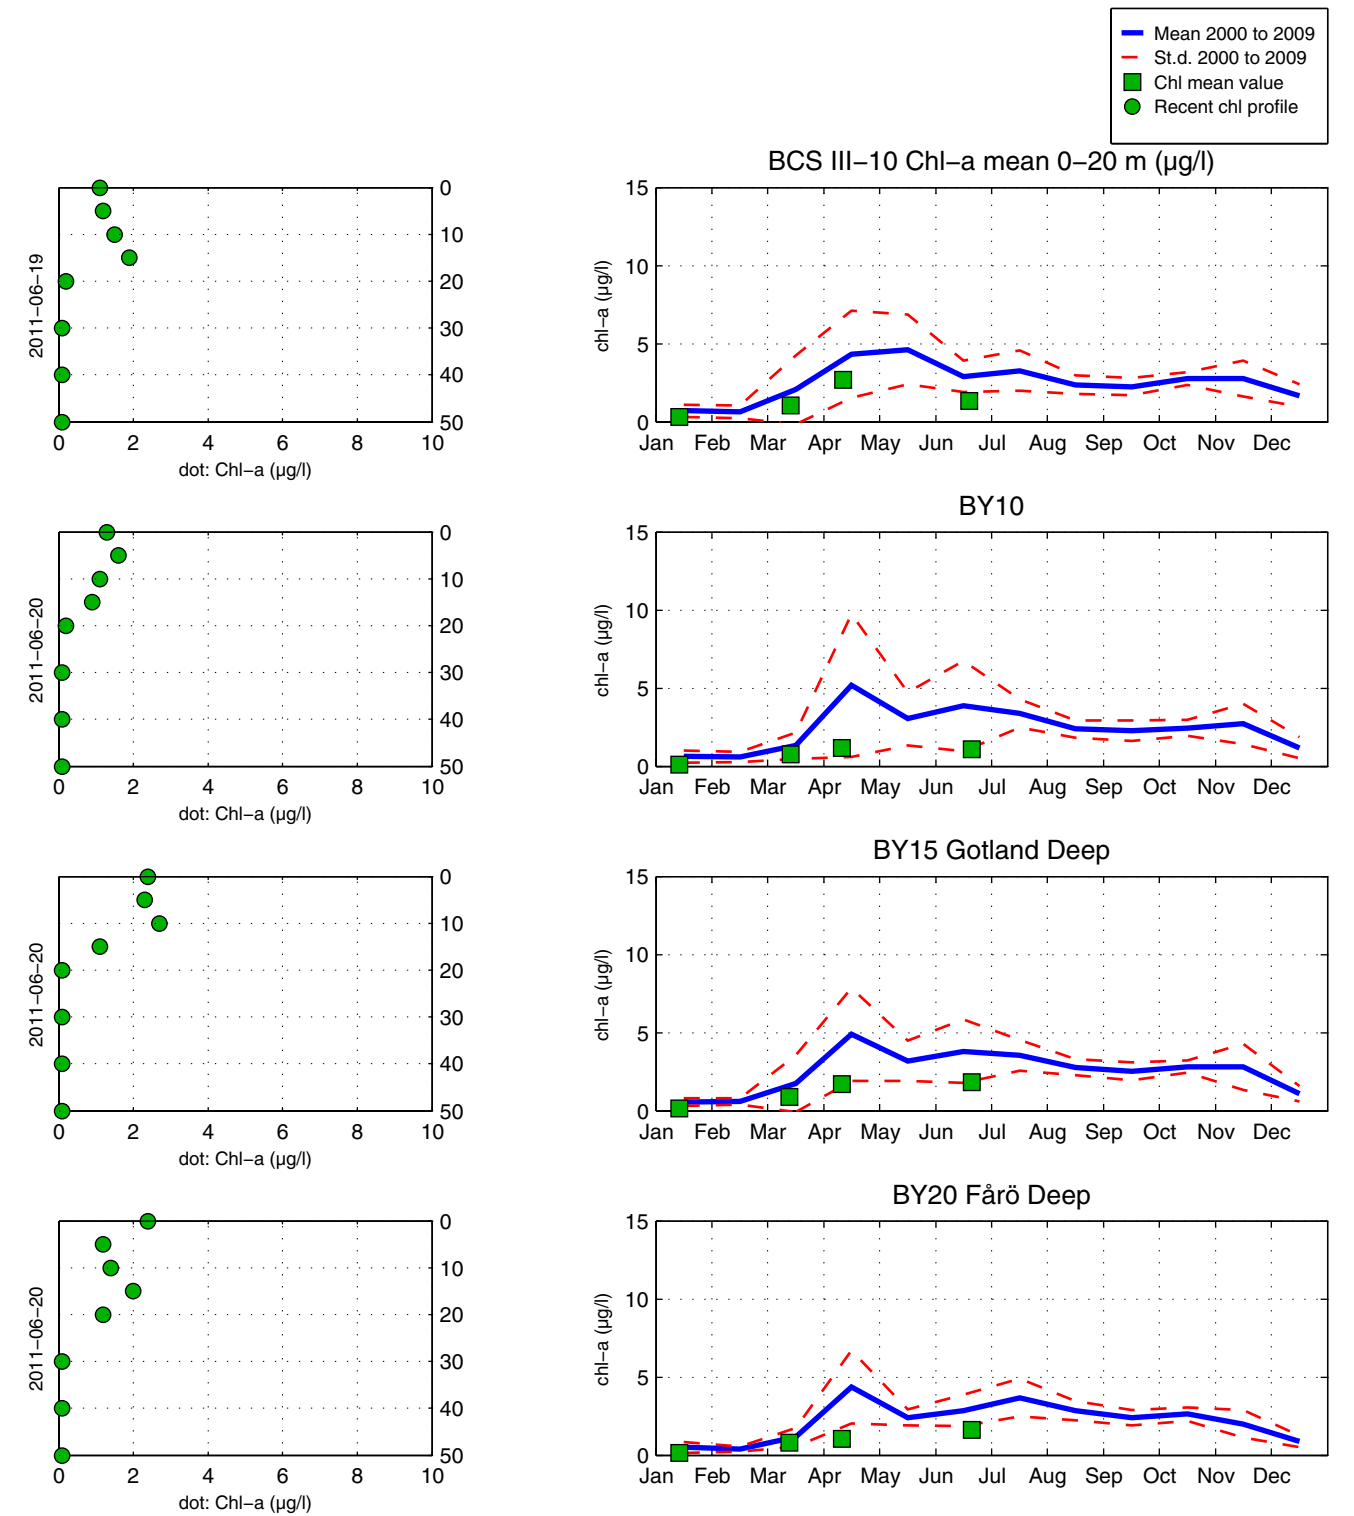 Mean 2000 to 2009
St.d. 2000 to 2009
Chl mean value
Recent chl profile
2011−06−19
0
10
20
30
40
50
0 2 4 6 8 10
dot: Chl−a (µg/l)
BCS III−10 Chl−a mean 0−20 m (µg/l)
chl−a (µg/l)
15
10
5
0
Jan Feb Mar Apr May Jun Jul Aug Sep Oct Nov Dec
2011−06−20
0
10
20
30
40
50
0 2 4 6 8 10
dot: Chl−a (µg/l)
BY10
chl−a (µg/l)
15
10
5
0
Jan Feb Mar Apr May Jun Jul Aug Sep Oct Nov Dec
2011−06−20
0
10
20
30
40
50
0 2 4 6 8 10
dot: Chl−a (µg/l)
BY15 Gotland Deep
chl−a (µg/l)
15
10
5
0
Jan Feb Mar Apr May Jun Jul Aug Sep Oct Nov Dec
2011−06−20
0
10
20
30
40
50
0 2 4 6 8 10
dot: Chl−a (µg/l)
BY20 Fårö Deep
chl−a (µg/l)
15
10
5
0
Jan Feb Mar Apr May Jun Jul Aug Sep Oct Nov Dec